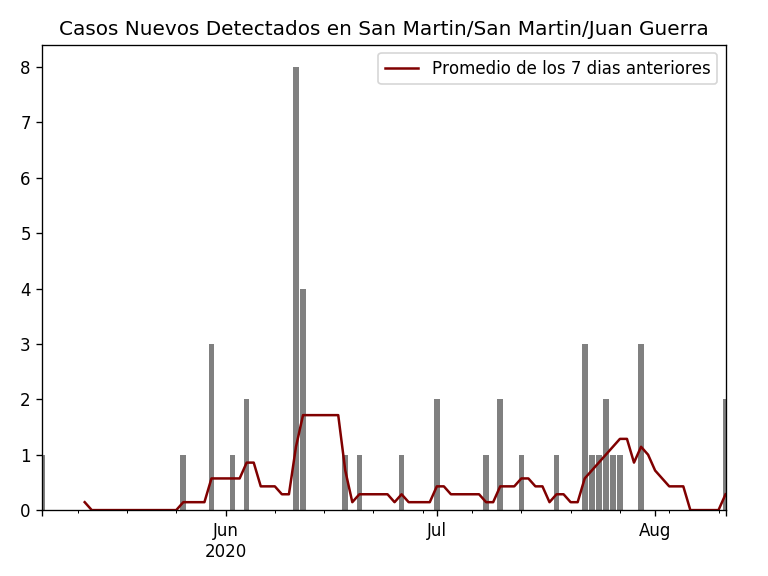 Casos Nuevos Detectados en San Martin/San Martin/Juan Guerra
Promedio de los 7 dias anteriores
8
7
6
5
4
3
2
1
0
Jun
2020
Jul
Aug